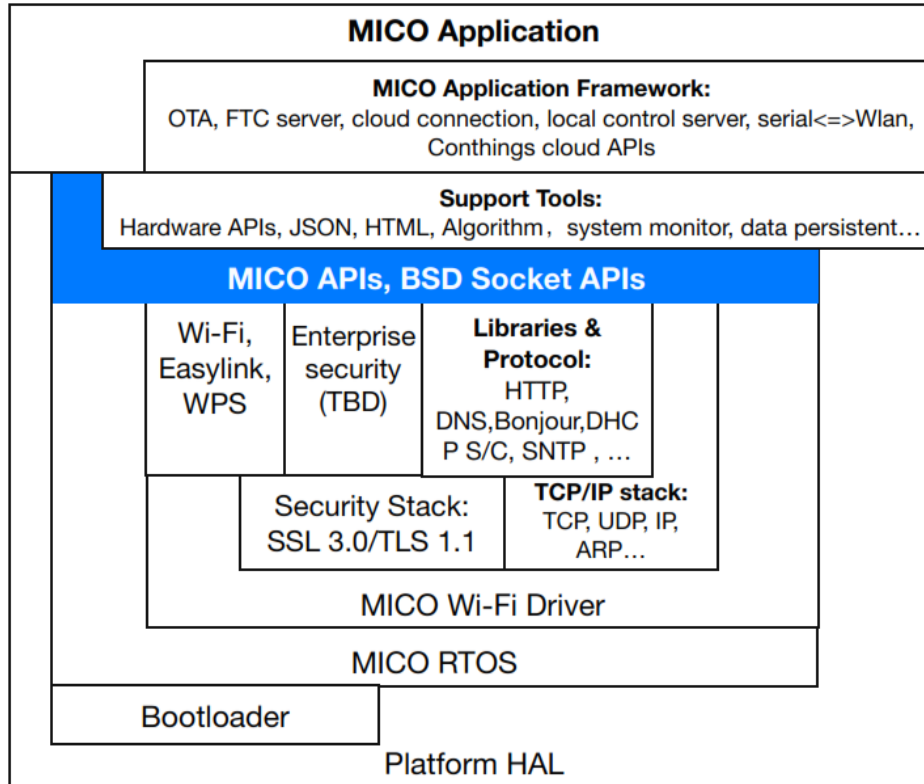 MICO Application
MICO Application Framework:
OTA, FTC server, cloud connection, local control server, serial<=>Wlan,
Conthings cloud APIs
Support Tools:
Hardware APIs, JSON, HTML, Algorithm，system monitor, data persistent…
MICO APIs, BSD Socket APIs
Wi-Fi,
Easylink,
WPS
Enterprise
security
(TBD)
Libraries &
Protocol:
HTTP,
DNS,Bonjour,DHC
P S/C, SNTP , …
Security Stack:
SSL 3.0/TLS 1.1
TCP/IP stack:
TCP, UDP, IP,
ARP…
MICO Wi-Fi Driver
MICO RTOS
Bootloader
Platform HAL